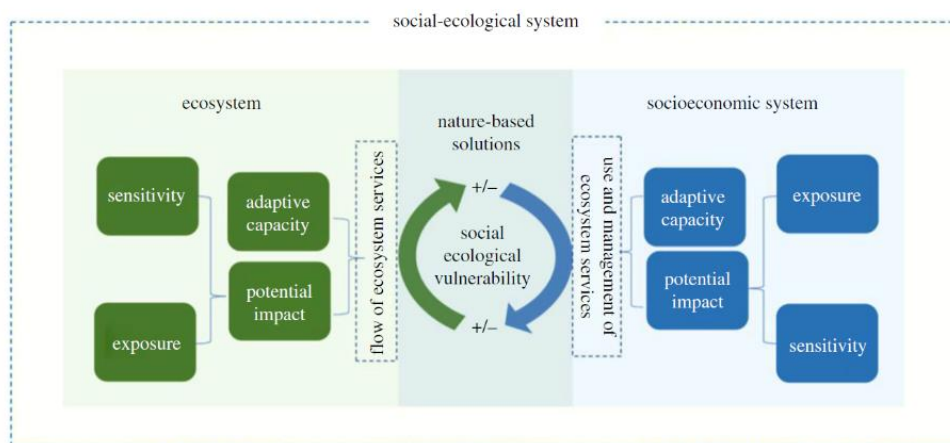 social-ecological system
ecosystem
sensitivity
exposure
adaptive
capacity
potential
impact
flow of ecosystem services
nature-based
solutions
+/–
social
ecological
vulnerability
+/–
socioeconomic system
use and management of
ecosystem services
adaptive
capacity
potential
impact
exposure
sensitivity